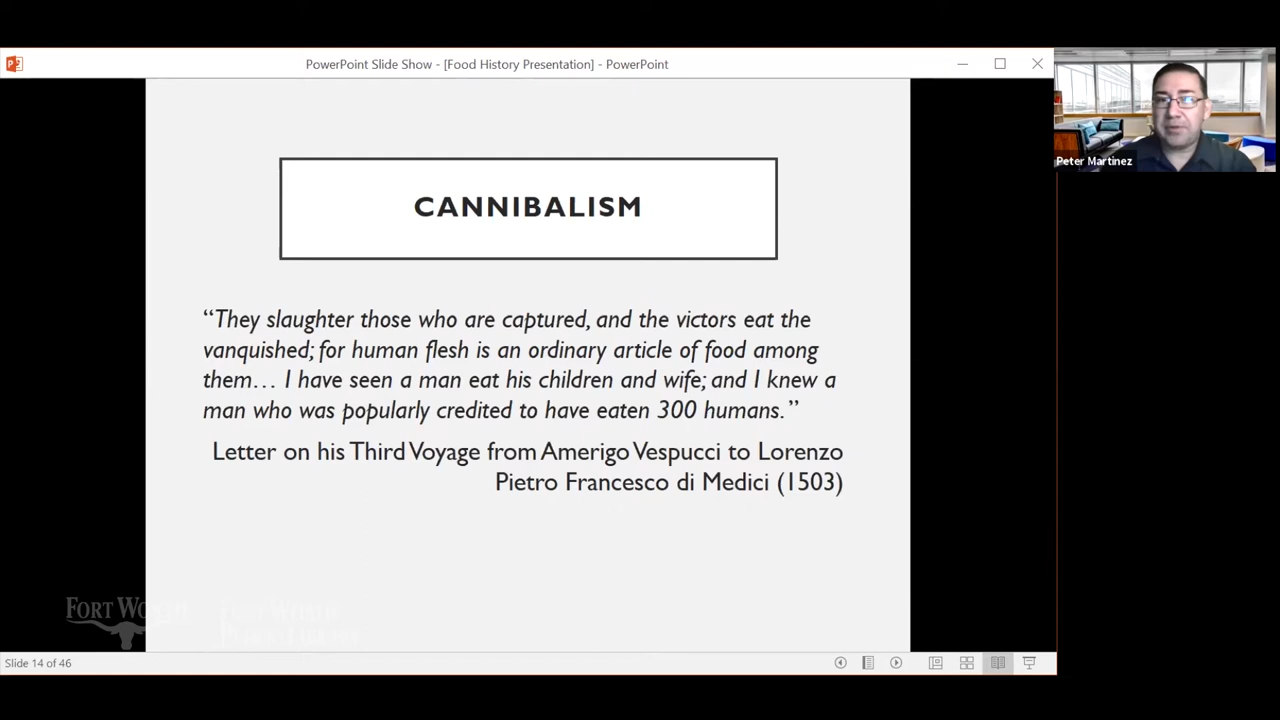 PowerPoint Slide Show - [Food History Presentation] - PowerPoint
CANNIBALISM
“They slaughter those who are captured, and the victors eat the
vanquished; for human flesh is an ordinary article of food among
them… I have seen a man eat his children and wife; and I knew a
man who was popularly credited to have eaten 300 humans.”
Letter on his Third Voyage from Amerigo Vespucci to Lorenzo
Pietro Francesco di Medici (1503)
Peter Martinez
FORT WORTH
Slide 14 of 46